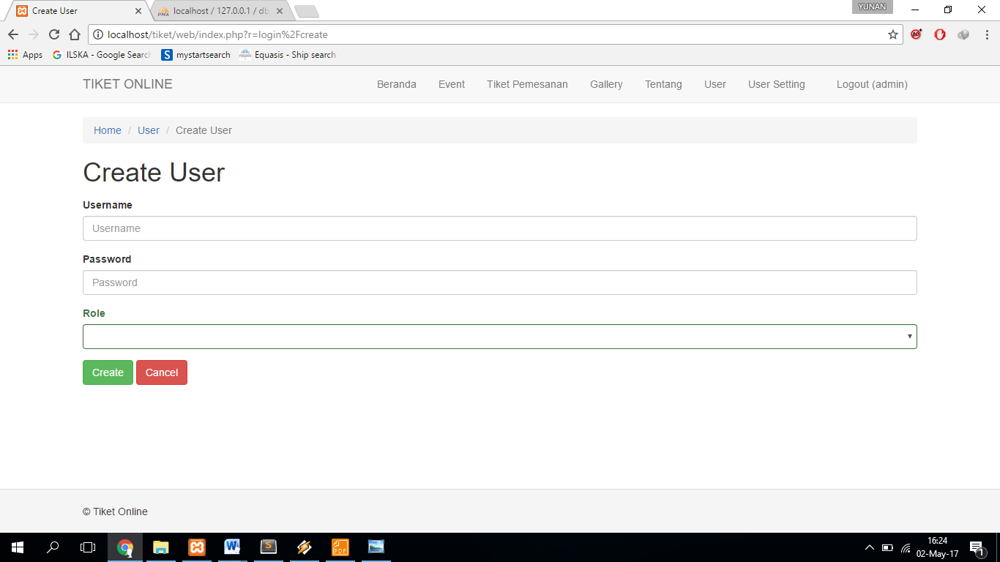 Create User
localhost / 127.0.0.1 / db
YUNAN
localhost/tiket/web/index.php?r=login%2Fcreate
Apps ILSKA - Google Search mystartsearch Equasis - Ship search
TIKET ONLINE Beranda Event Tiket Pemesanan Gallery Tentang User User Setting Logout (admin)
Home / User / Create User
Create User
Username
Username
Password
Password
Role
Create Cancel
© Tiket Online
16:24
02-May-17
1